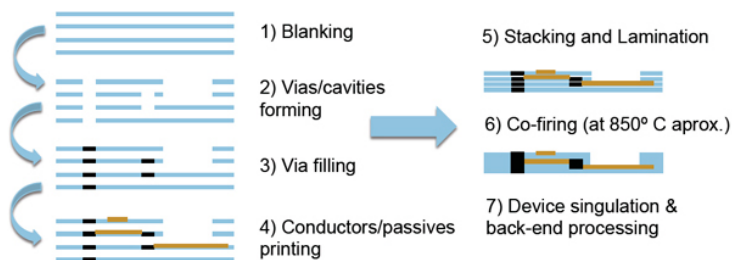 1) Blanking
2) Vias/cavities
forming
3) Via filling
4) Conductors/passives
printing
5) Stacking and Lamination
6) Co-firing (at 850º C aprox.)
7) Device singulation &
back-end processing